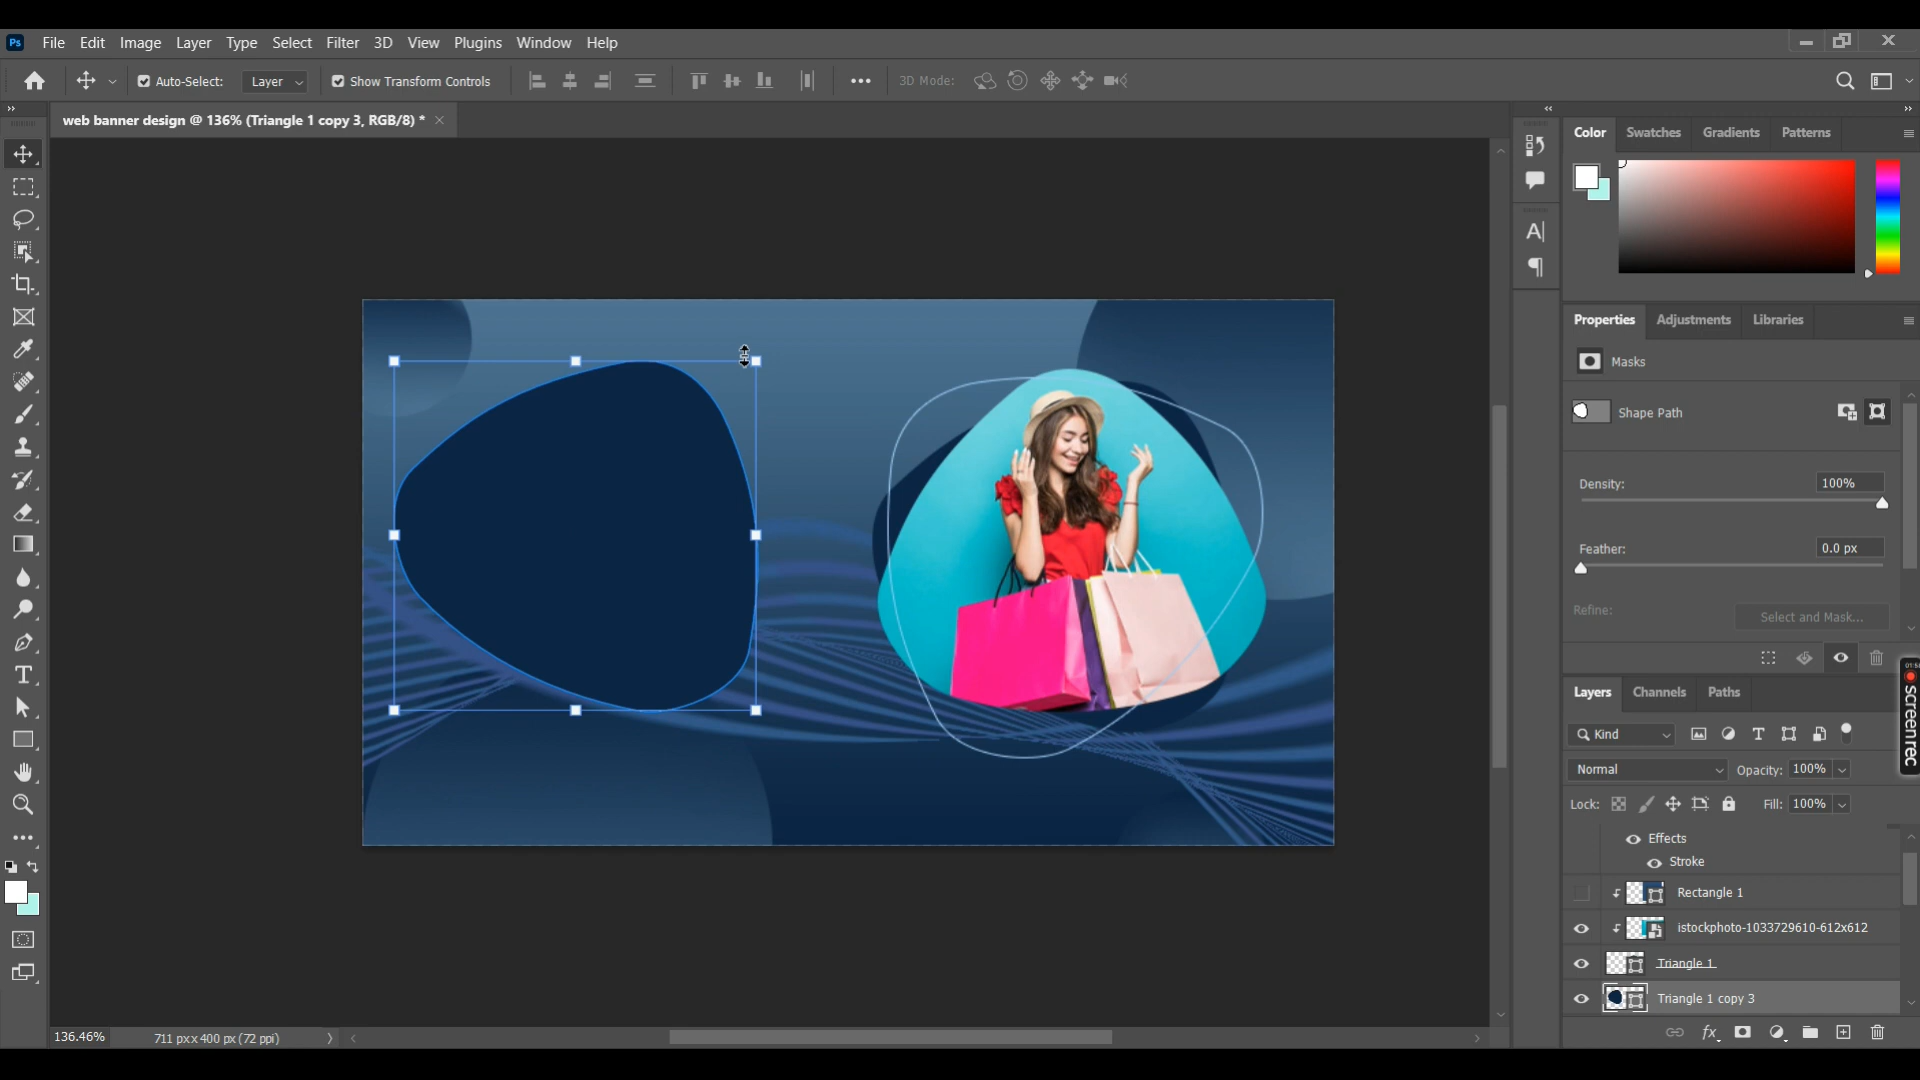 Ps File Edit Image Layer Type Select Filter 3D View Plugins Window Help
Auto-Select: Layer Show Transform Controls 3D Mode:
web banner design @ 136% (Triangle 1 copy 3, RGB/8) *
Color Swatches Gradients Patterns
Properties Adjustments Libraries
Masks
Shape Path
Density: 100%
Feather: 0.0 px
Refine: Select and Mask...
Layers Channels Paths
Kind
Normal Opacity: 100%
Lock: Fill: 100%
Effects
Stroke
Rectangle 1
istockphoto-1033729610-612x612
Triangle 1
Triangle 1 copy 3
136.46% 711 px x 400 px (72 ppi)
screenrec